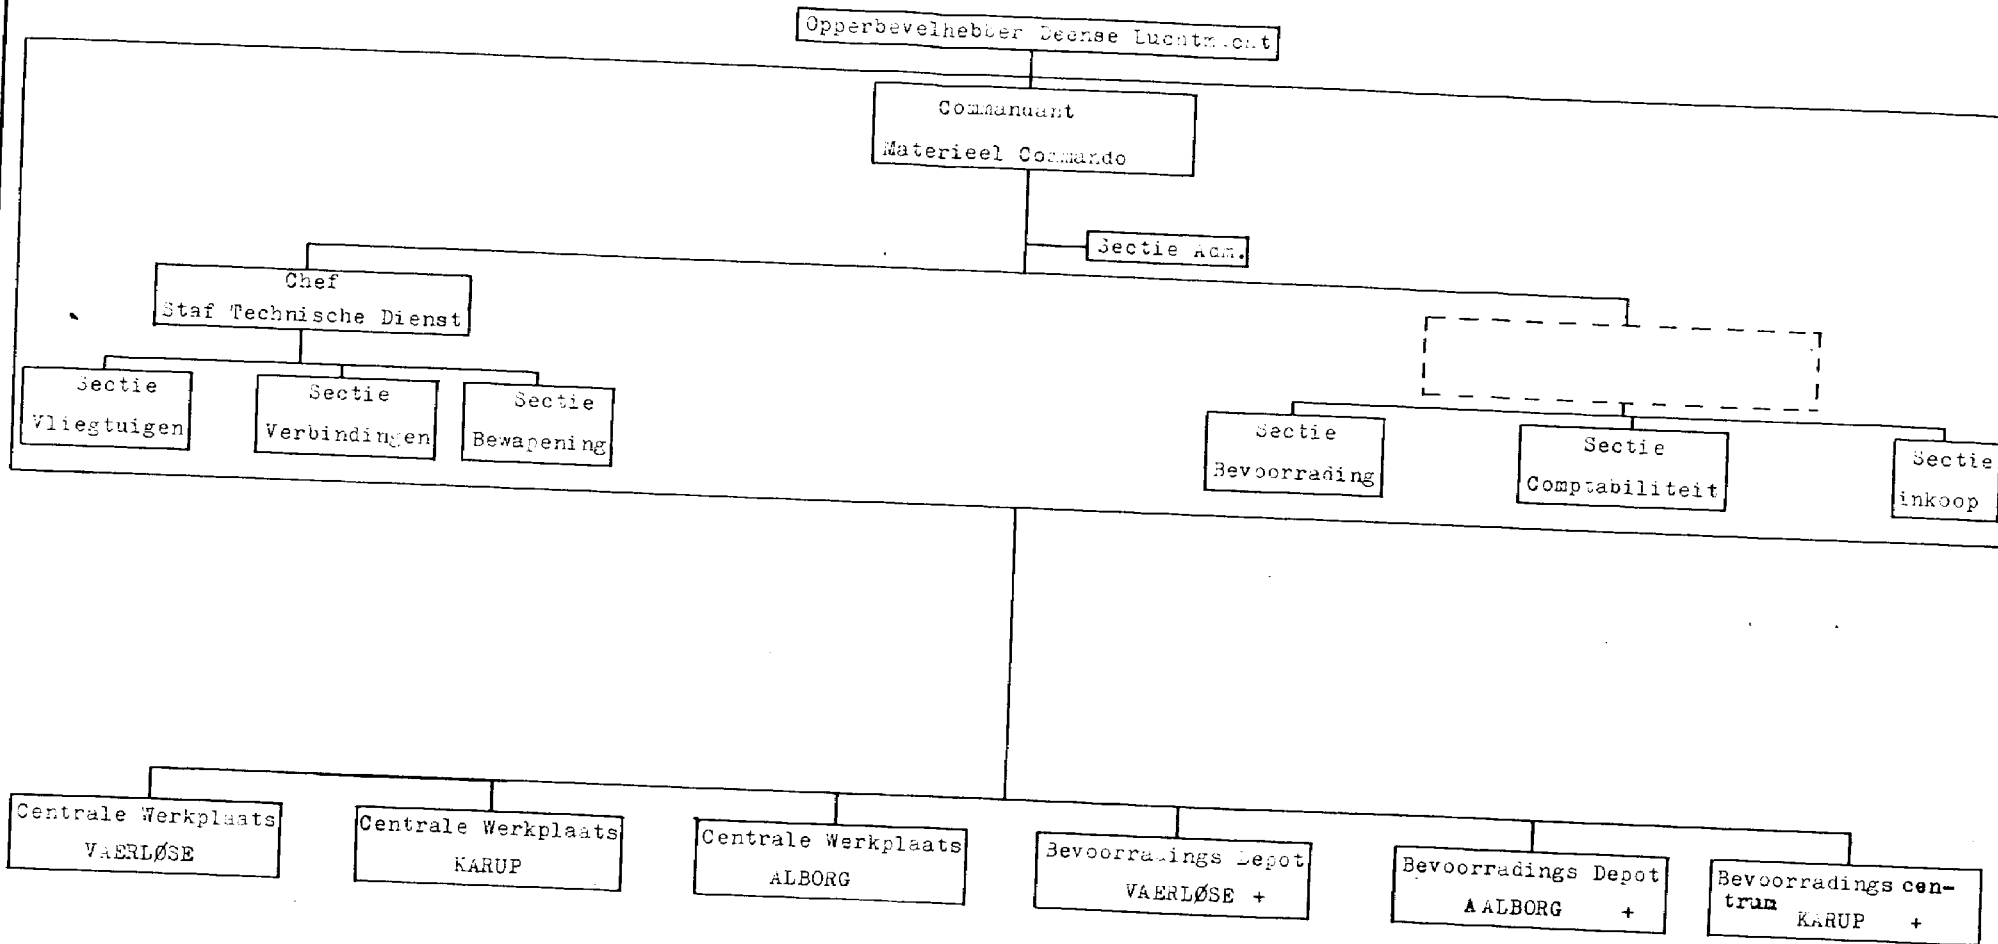 Opperbevelhebber Deense Luchtmacht
Commandant
Materieel Commando
Sectie Adm.
Chef
Staf Technische Dienst
Sectie
Vliegtuigen
Sectie
Verbindingen
Sectie
Bewapening
Sectie
Bevoorrading
Sectie
Comptabiliteit
Sectie
inkoop
Centrale Werkplaats
VAERLØSE
Centrale Werkplaats
KARUP
Centrale Werkplaats
ALBORG
Bevoorradings Depot
VAERLØSE +
Bevoorradings Depot
AALBORG +
Bevoorradings cen-
trum KARUP +